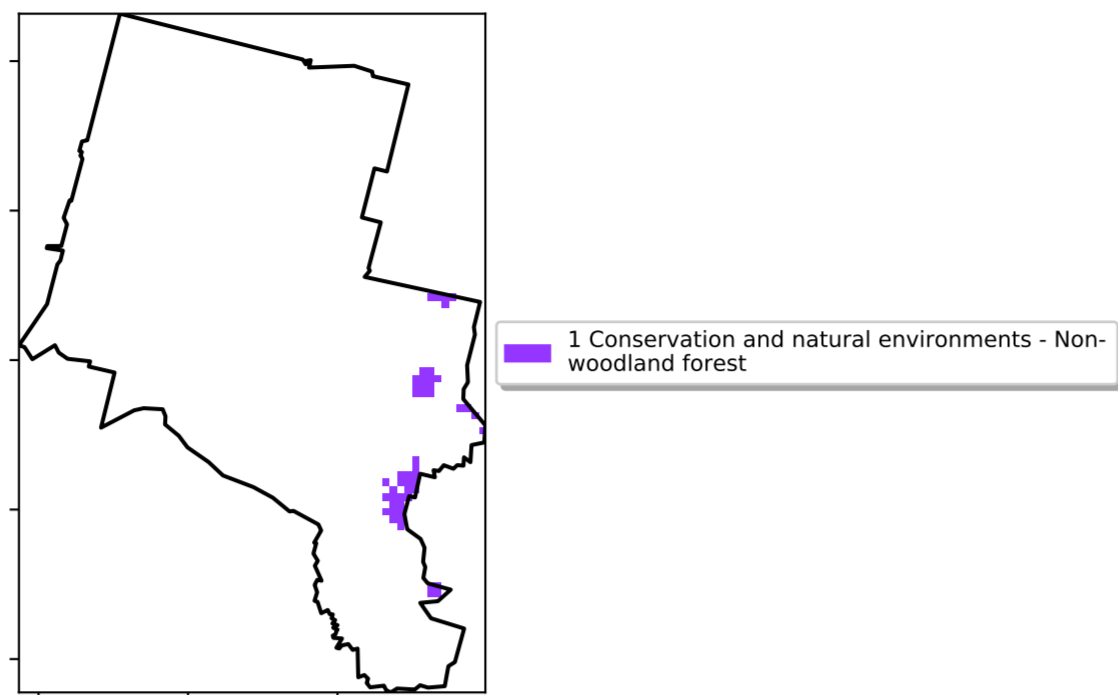 1 Conservation and natural environments - Non-
woodland forest